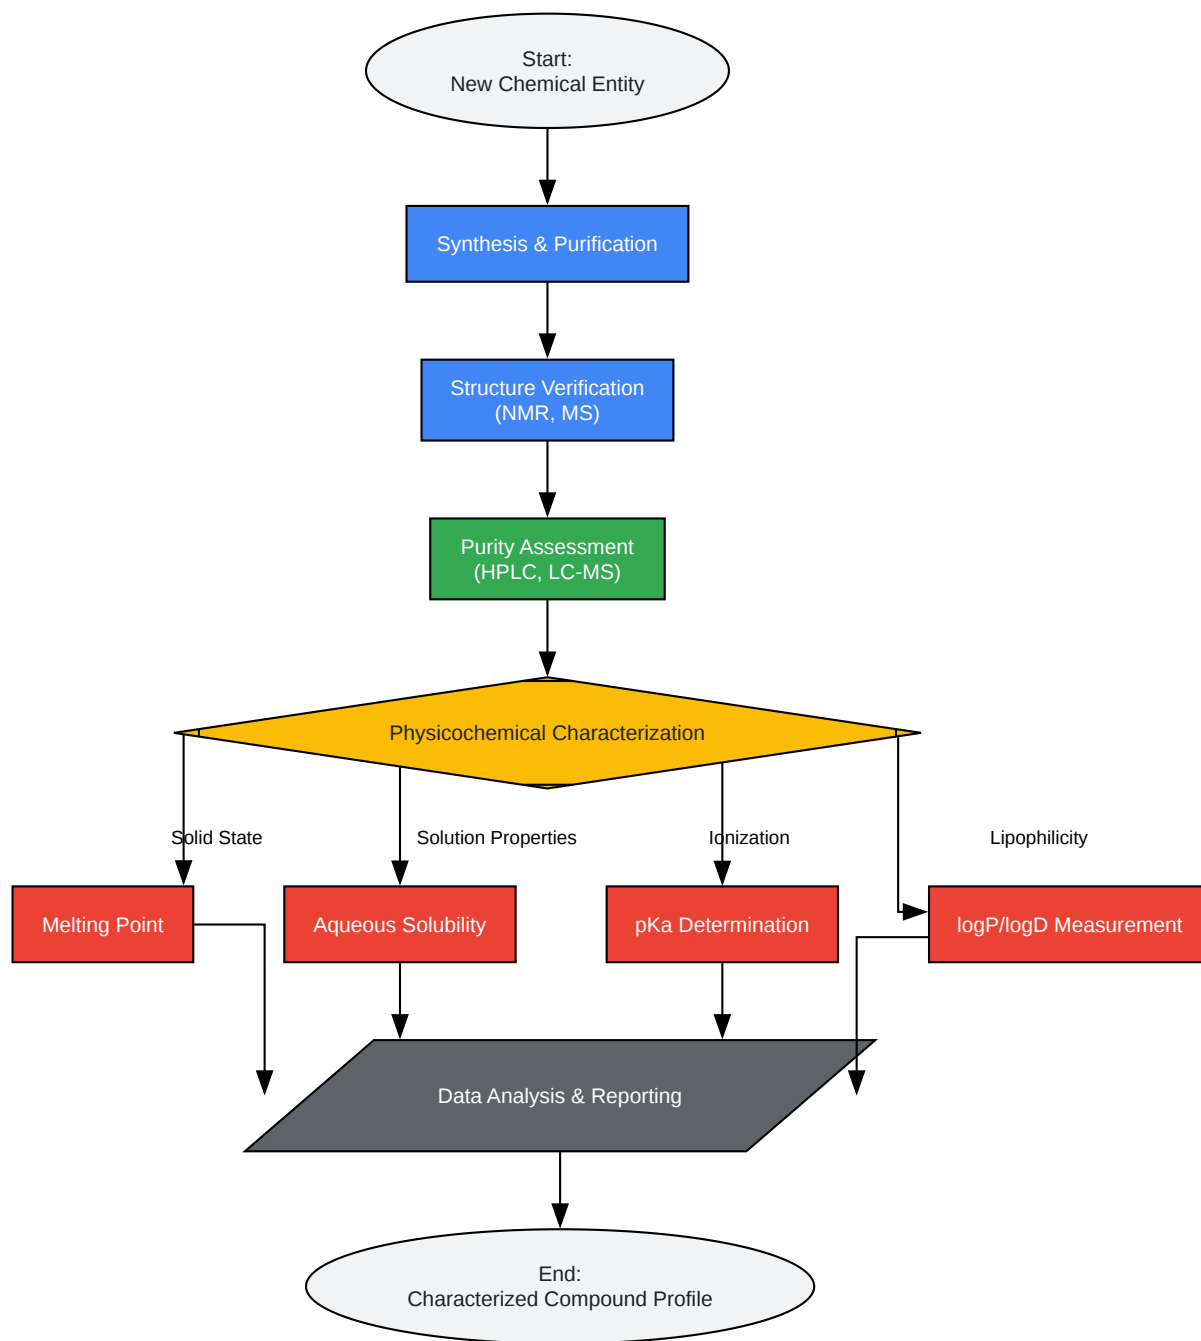 Start:
New Chemical Entity
Synthesis & Purification
Structure Verification
(NMR, MS)
Purity Assessment
(HPLC, LC-MS)
Physicochemical Characterization
Solid State
Solution Properties
Ionization
Lipophilicity
Melting Point
Aqueous Solubility
pKa Determination
logP/logD Measurement
Data Analysis & Reporting
End:
Characterized Compound Profile